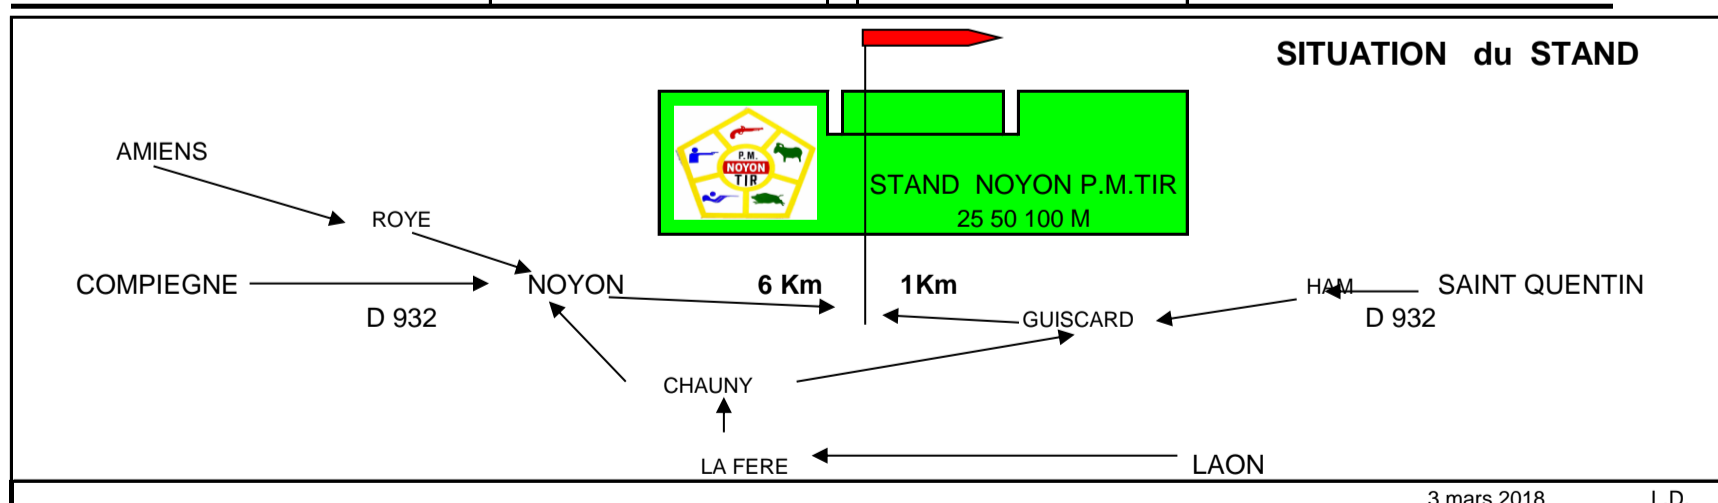 SITUATION du STAND
P.M.
NOYON
TIR
AMIENS
STAND NOYON P.M.TIR
ROYE
25 50 100 M
COMPIEGNE
NOYON
6 Km
1Km
HAM
SAINT QUENTIN
D 932
GUISCARD
D 932
CHAUNY
LA FERE
LAON
3 mars 2018
L D